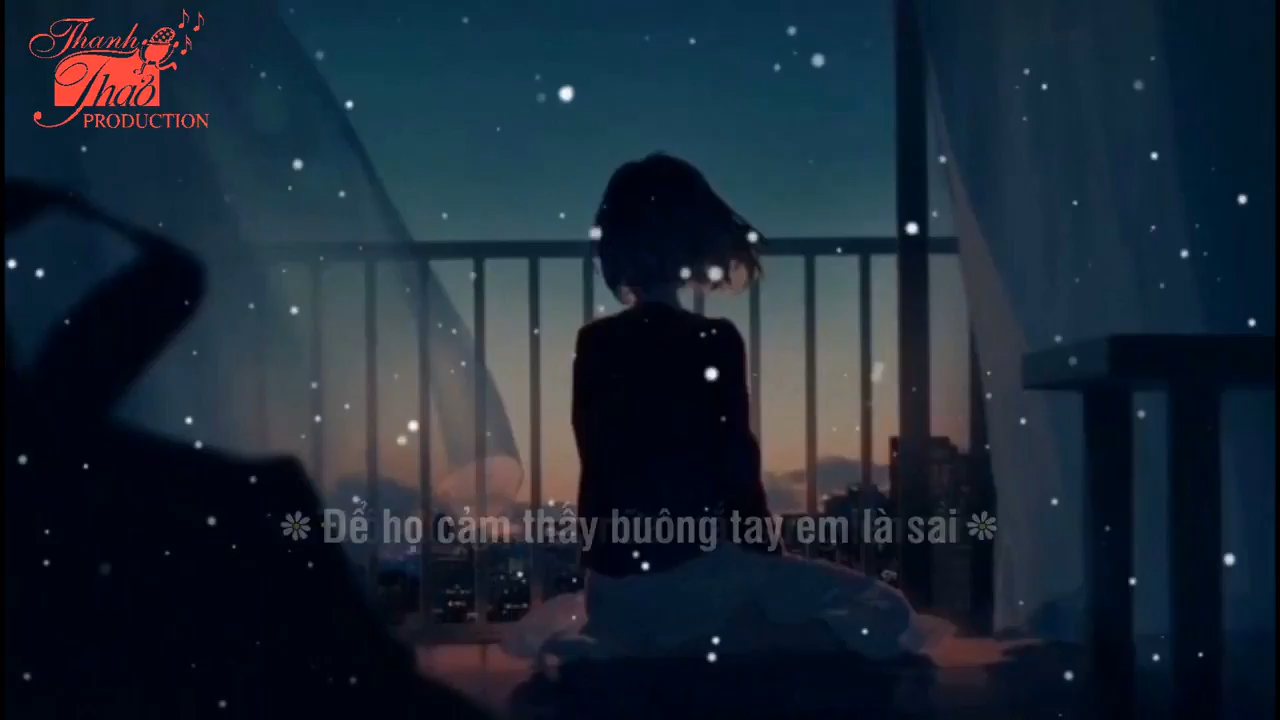 Thanh
Thảo
PRODUCTION
Để họ cảm thấy buông tay em là sai